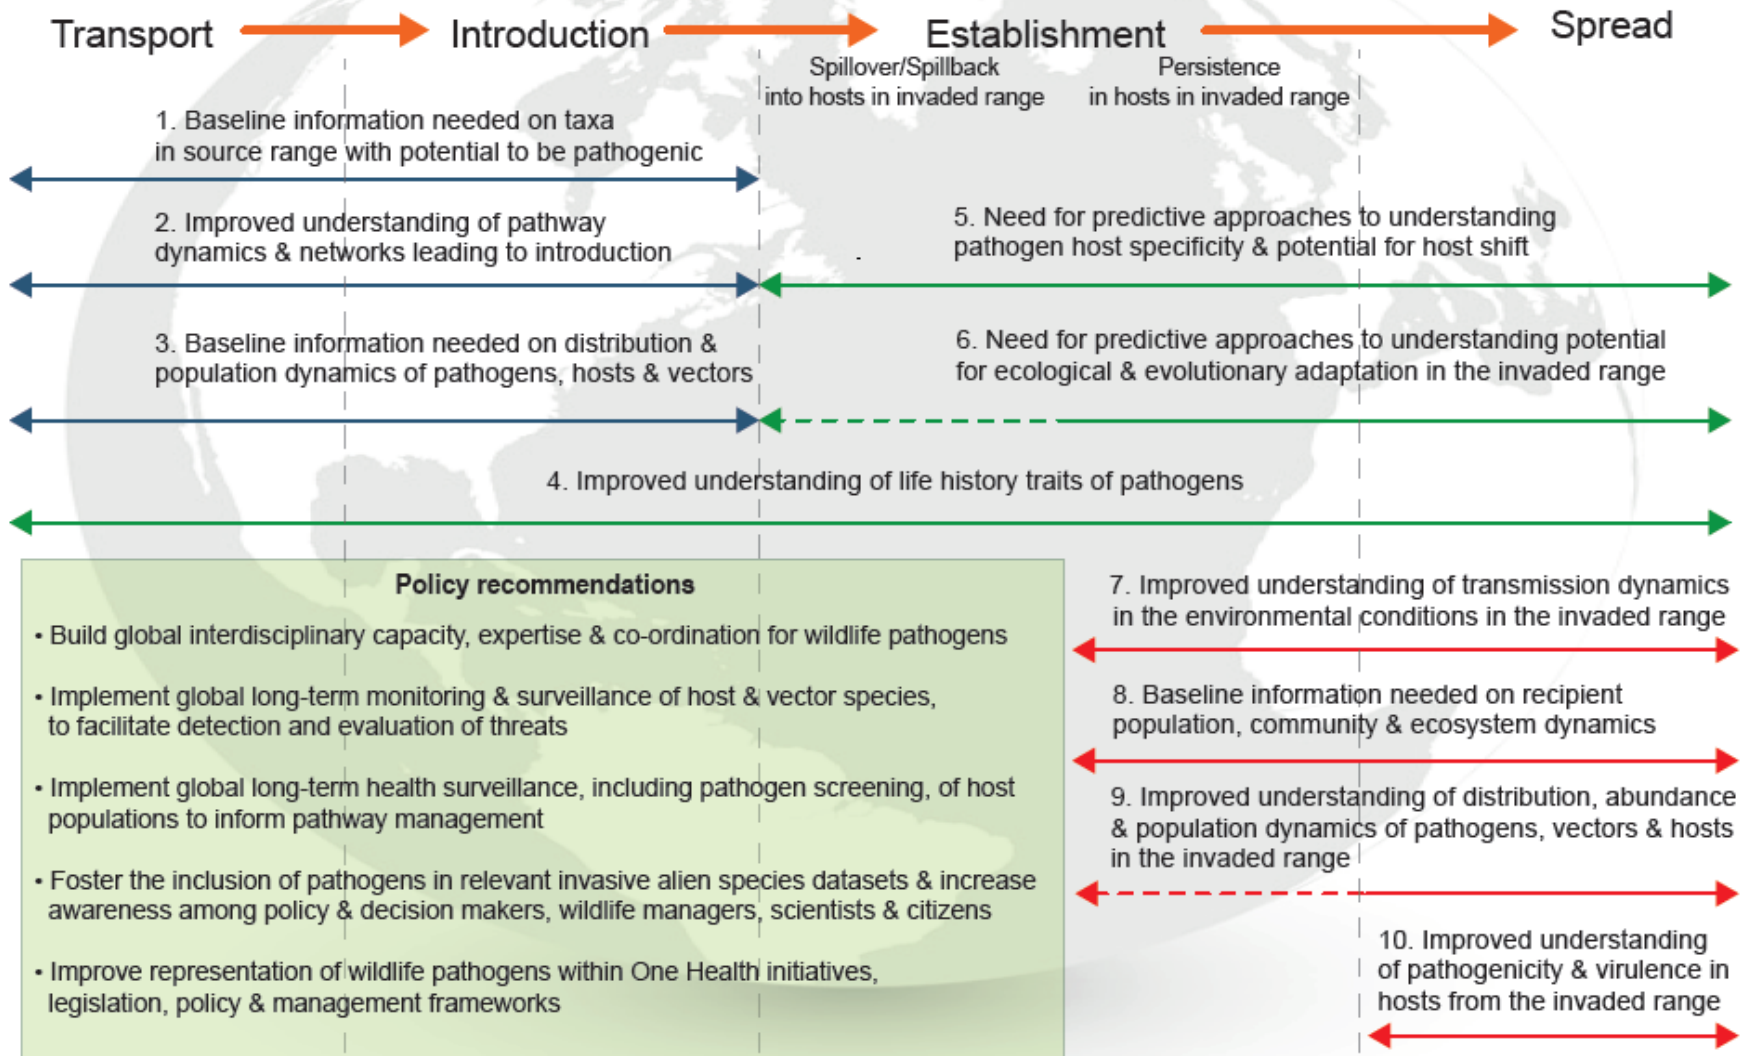 Transport
Introduction
Establishment
Spread
Spillover/Spillback
into hosts in invaded range
Persistence
in hosts in invaded range
1. Baseline information needed on taxa
in source range with potential to be pathogenic
2. Improved understanding of pathway
dynamics & networks leading to introduction
3. Baseline information needed on distribution &
population dynamics of pathogens, hosts & vectors
5. Need for predictive approaches to understanding
pathogen host specificity & potential for host shift
6. Need for predictive approaches to understanding potential
for ecological & evolutionary adaptation in the invaded range
4. Improved understanding of life history traits of pathogens
Policy recommendations
• Build global interdisciplinary capacity, expertise & co-ordination for wildlife pathogens
• Implement global long-term monitoring & surveillance of host & vector species,
to facilitate detection and evaluation of threats
• Implement global long-term health surveillance, including pathogen screening, of host
populations to inform pathway management
• Foster the inclusion of pathogens in relevant invasive alien species datasets & increase
awareness among policy & decision makers, wildlife managers, scientists & citizens
• Improve representation of wildlife pathogens within One Health initiatives,
legislation, policy & management frameworks
7. Improved understanding of transmission dynamics
in the environmental conditions in the invaded range
8. Baseline information needed on recipient
population, community & ecosystem dynamics
9. Improved understanding of distribution, abundance
& population dynamics of pathogens, vectors & hosts
in the invaded range
10. Improved understanding
of pathogenicity & virulence in
hosts from the invaded range